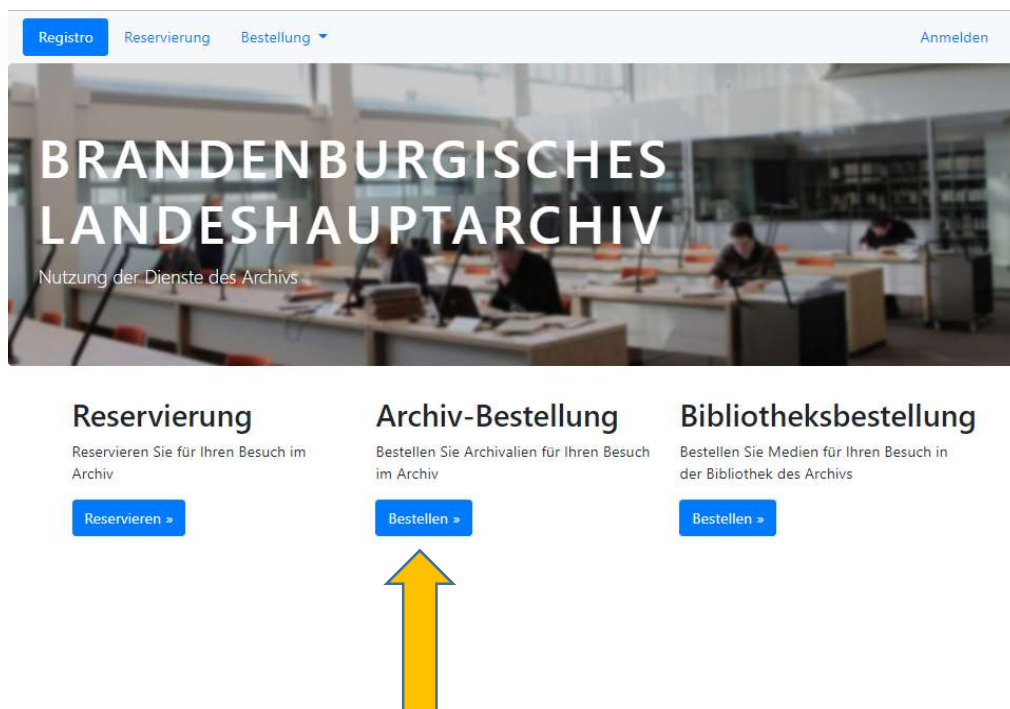 Registro Reservierung Bestellung Anmelden
BRANDENBURGISCHES
LANDESHAUPTARCHIV
Nutzung der Dienste des Archivs
Reservierung
Reservieren Sie für Ihren Besuch im
Archiv
Reservieren »
Archiv-Bestellung
Bestellen Sie Archivalien für Ihren Besuch
im Archiv
Bestellen »
Bibliotheksbestellung
Bestellen Sie Medien für Ihren Besuch in
der Bibliothek des Archivs
Bestellen »